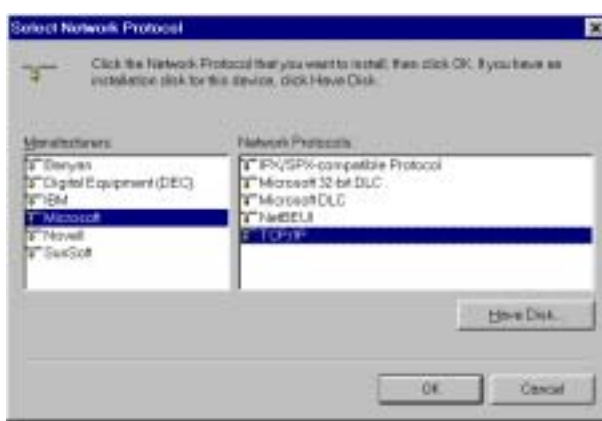 Select Network Protocol
Click the Network Protocol that you want to install, then click OK. If you have an
installation disk for this device, click Have Disk.
Manufacturers:
Network Protocols:
Banyan
Digital Equipment (DEC)
IBM
Microsoft
Novell
SunSoft
IPX/SPX-compatible Protocol
Microsoft 32-bit DLC
Microsoft DLC
NetBEUI
TCP/IP
Have Disk...
OK
Cancel